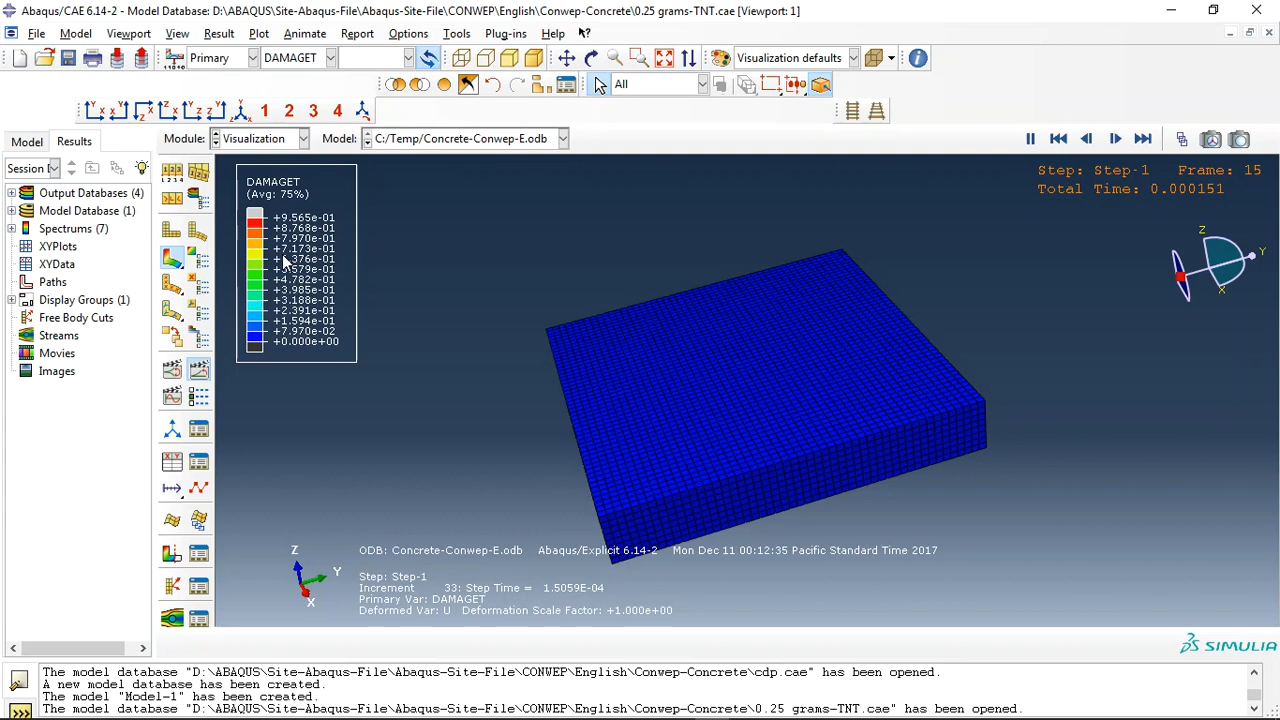 Abaqus/CAE 6.14-2 - Model Database: D:\ABAQUS\Site-Abaqus-File\Abaqus-Site-File\CONWEP\English\Conwep-Concrete\0.25 grams-TNT.cae [Viewport: 1]
File Model Viewport View Result Plot Report Options Animate Tools Plug-ins Help
Primary DAMAGET Visualization defaults
All
1 2 3 4
Model Results Module: Visualization Model: C:/Temp/Concrete-Conwep-E.odb
Session
Output Databases (4)
Model Database (1)
Spectrums (7)
XYPlots
XYData
Paths
Display Groups (1)
Free Body Cuts
Streams
Movies
Images
DAMAGET
(Avg: 75%)
+9.565e-01
+8.768e-01
+7.970e-01
+7.173e-01
376e-01
579e-01
+4.782e-01
+3.985e-01
+3.188e-01
+2.391e-01
+1.594e-01
+7.970e-02
+0.000e+00
Step: Step-1 Frame: 15
Total Time: 0.000151
Z
Y
X
Z
Y
X
ODB: Concrete-Conwep-E.odb Abaqus/Explicit 6.14-2 Mon Dec 11 00:12:35 Pacific Standard Time 2017
Step: Step-1
Increment 33: Step Time = 1.5059E-04
Primary Var: DAMAGET
Deformed Var: U Deformation Scale Factor: +1.000e+00
SIMULIA
The model database "D:\ABAQUS\Site-Abaqus-File\Abaqus-Site-File\CONWEP\English\Conwep-Concrete\cdp.cae" has been opened.
A new model database has been created.
The model "Model-1" has been created.
The model database "D:\ABAQUS\Site-Abaqus-File\Abaqus-Site-File\CONWEP\English\Conwep-Concrete\0.25 grams-TNT.cae" has been opened.